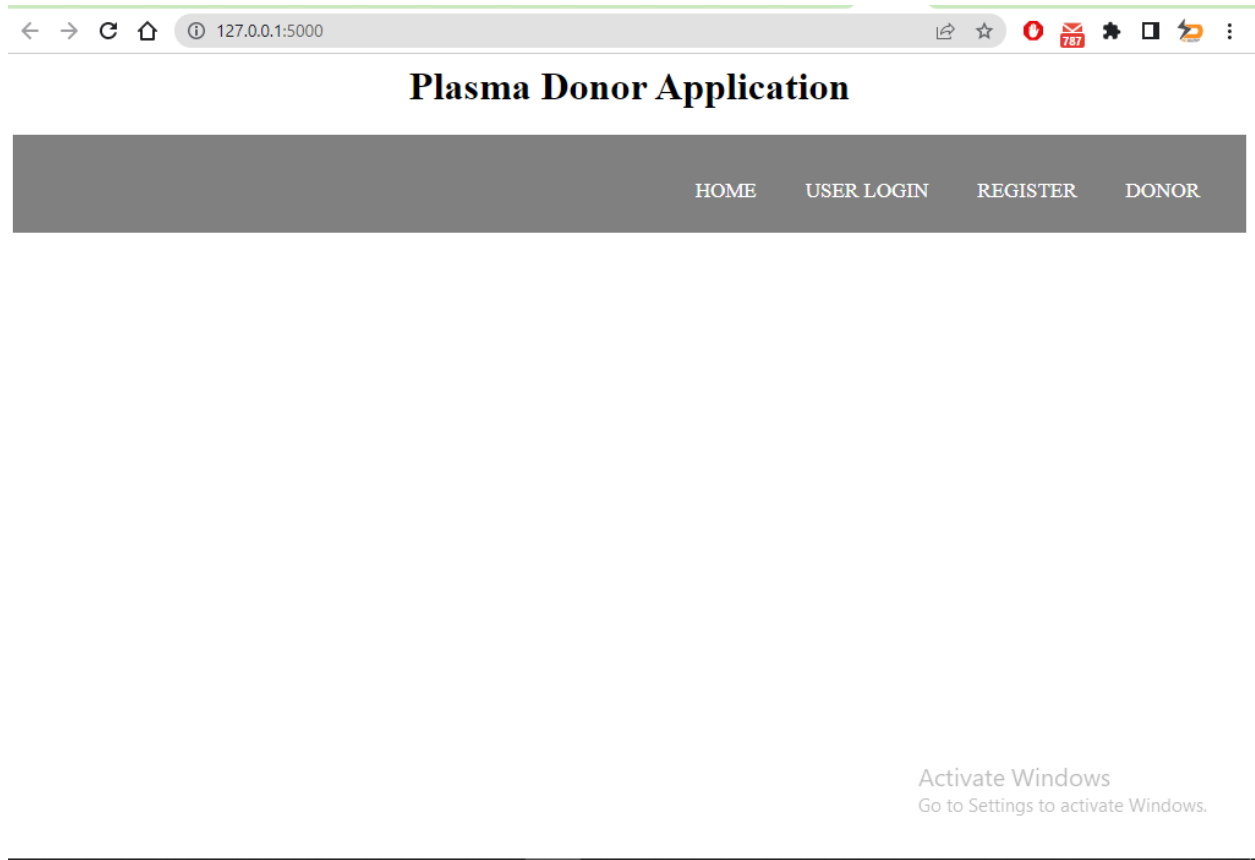 127.0.0.1:5000
787
Plasma Donor Application
HOME USER LOGIN REGISTER DONOR
Activate Windows
Go to Settings to activate Windows.